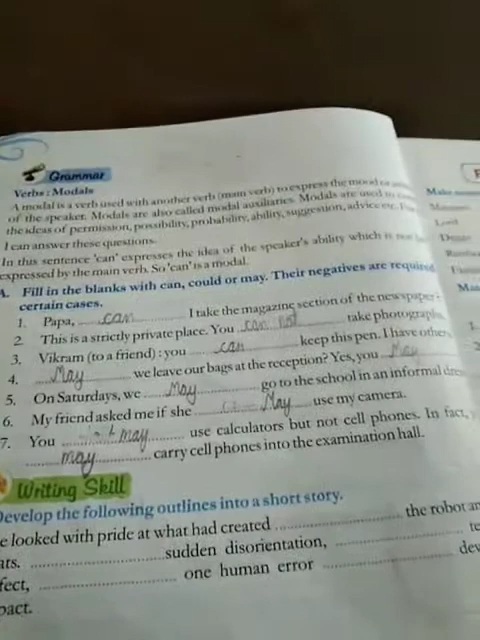 Grammar
Verbs : Modals
A modal is a verb used with another verb (main verb) to express the mood or
of the speaker. Modals are also called modal auxiliaries. Modals are used to
the ideas of permission, possibility, probability, ability, suggestion, advice etc.
I can answer these questions.
In this sentence 'can' expresses the idea of the speaker's ability which is not
expressed by the main verb. So 'can' is a modal.
A. Fill in the blanks with can, could or may. Their negatives are required
certain cases.
1. Papa, ....can.... I take the magazine section of the newspaper?
2. This is a strictly private place. You can not take photographs
3. Vikram (to a friend) : you can keep this pen. I have other
4. May we leave our bags at the reception? Yes, you May
5. On Saturdays, we May go to the school in an informal
6. My friend asked me if she May use my camera.
7. You may use calculators but not cell phones. In fact,
may carry cell phones into the examination hall.
Writing Skill
Develop the following outlines into a short story.
e looked with pride at what had created .................... the robot
ats. .................... sudden disorientation, ....................
fect, .................... one human error ....................
pact.